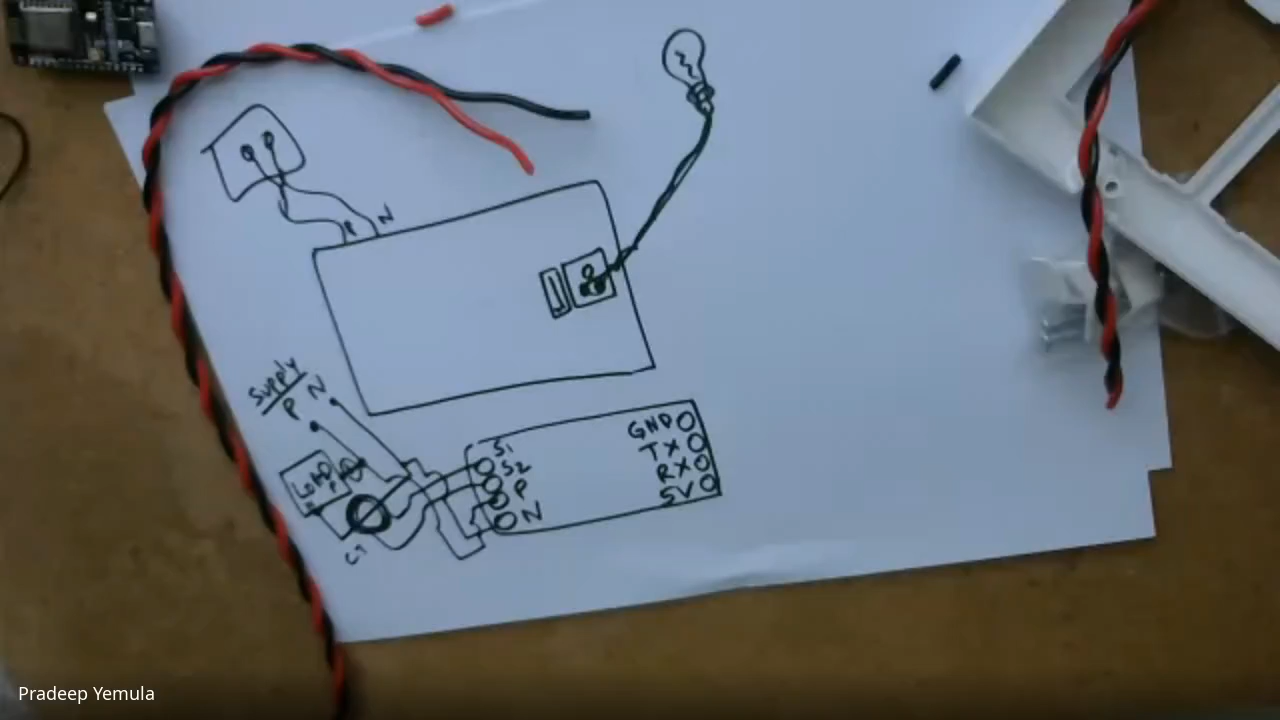 P N
supply
P N
LOAD
P
N
CT
S1
S2
P
N
GND
TX
RX
5V
Pradeep Yemula